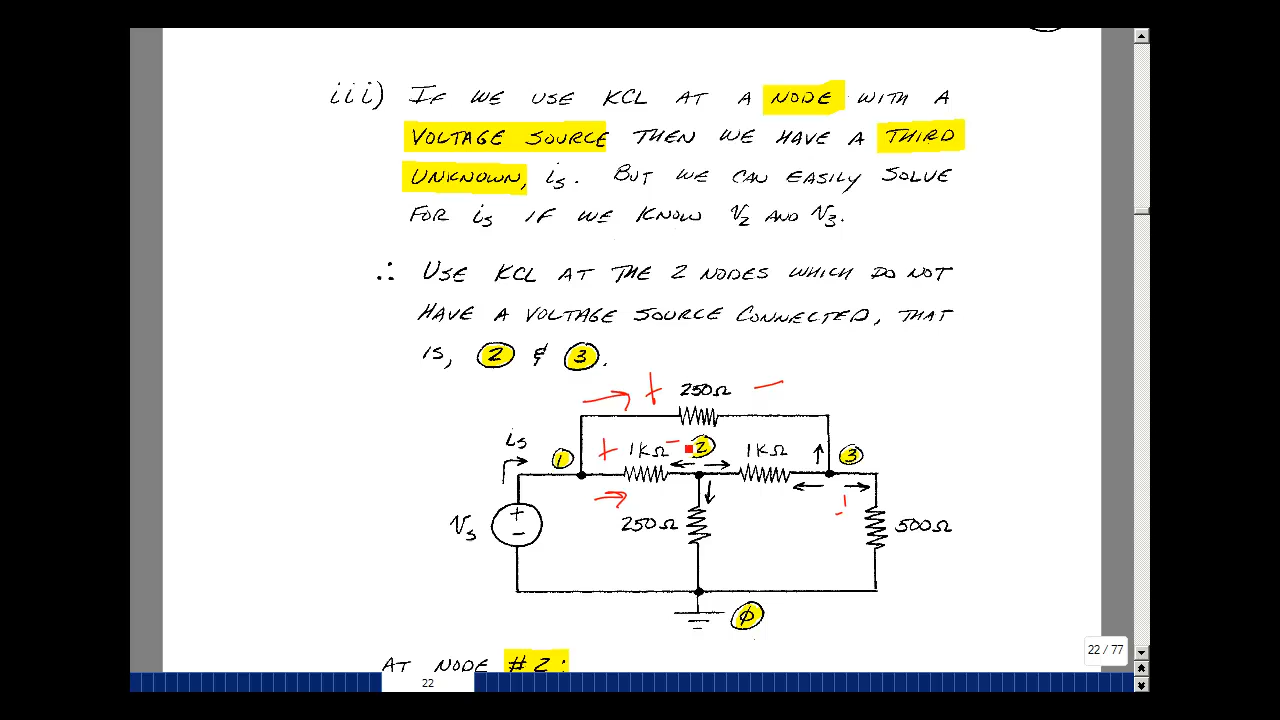 iii) IF WE USE KCL AT A NODE WITH A
VOLTAGE SOURCE THEN WE HAVE A THIRD
UNKNOWN, is. BUT WE CAN EASILY SOLVE
FOR is IF WE KNOW V2 AND V3.
∴ USE KCL AT THE 2 NODES WHICH DO NOT
HAVE A VOLTAGE SOURCE CONNECTED, THAT
IS, 2 & 3.
+ 250Ω −
is 1 + 1KΩ − 2 1KΩ 3
Vs + − 250Ω 500Ω
φ
AT NODE #2:
22 / 77
22